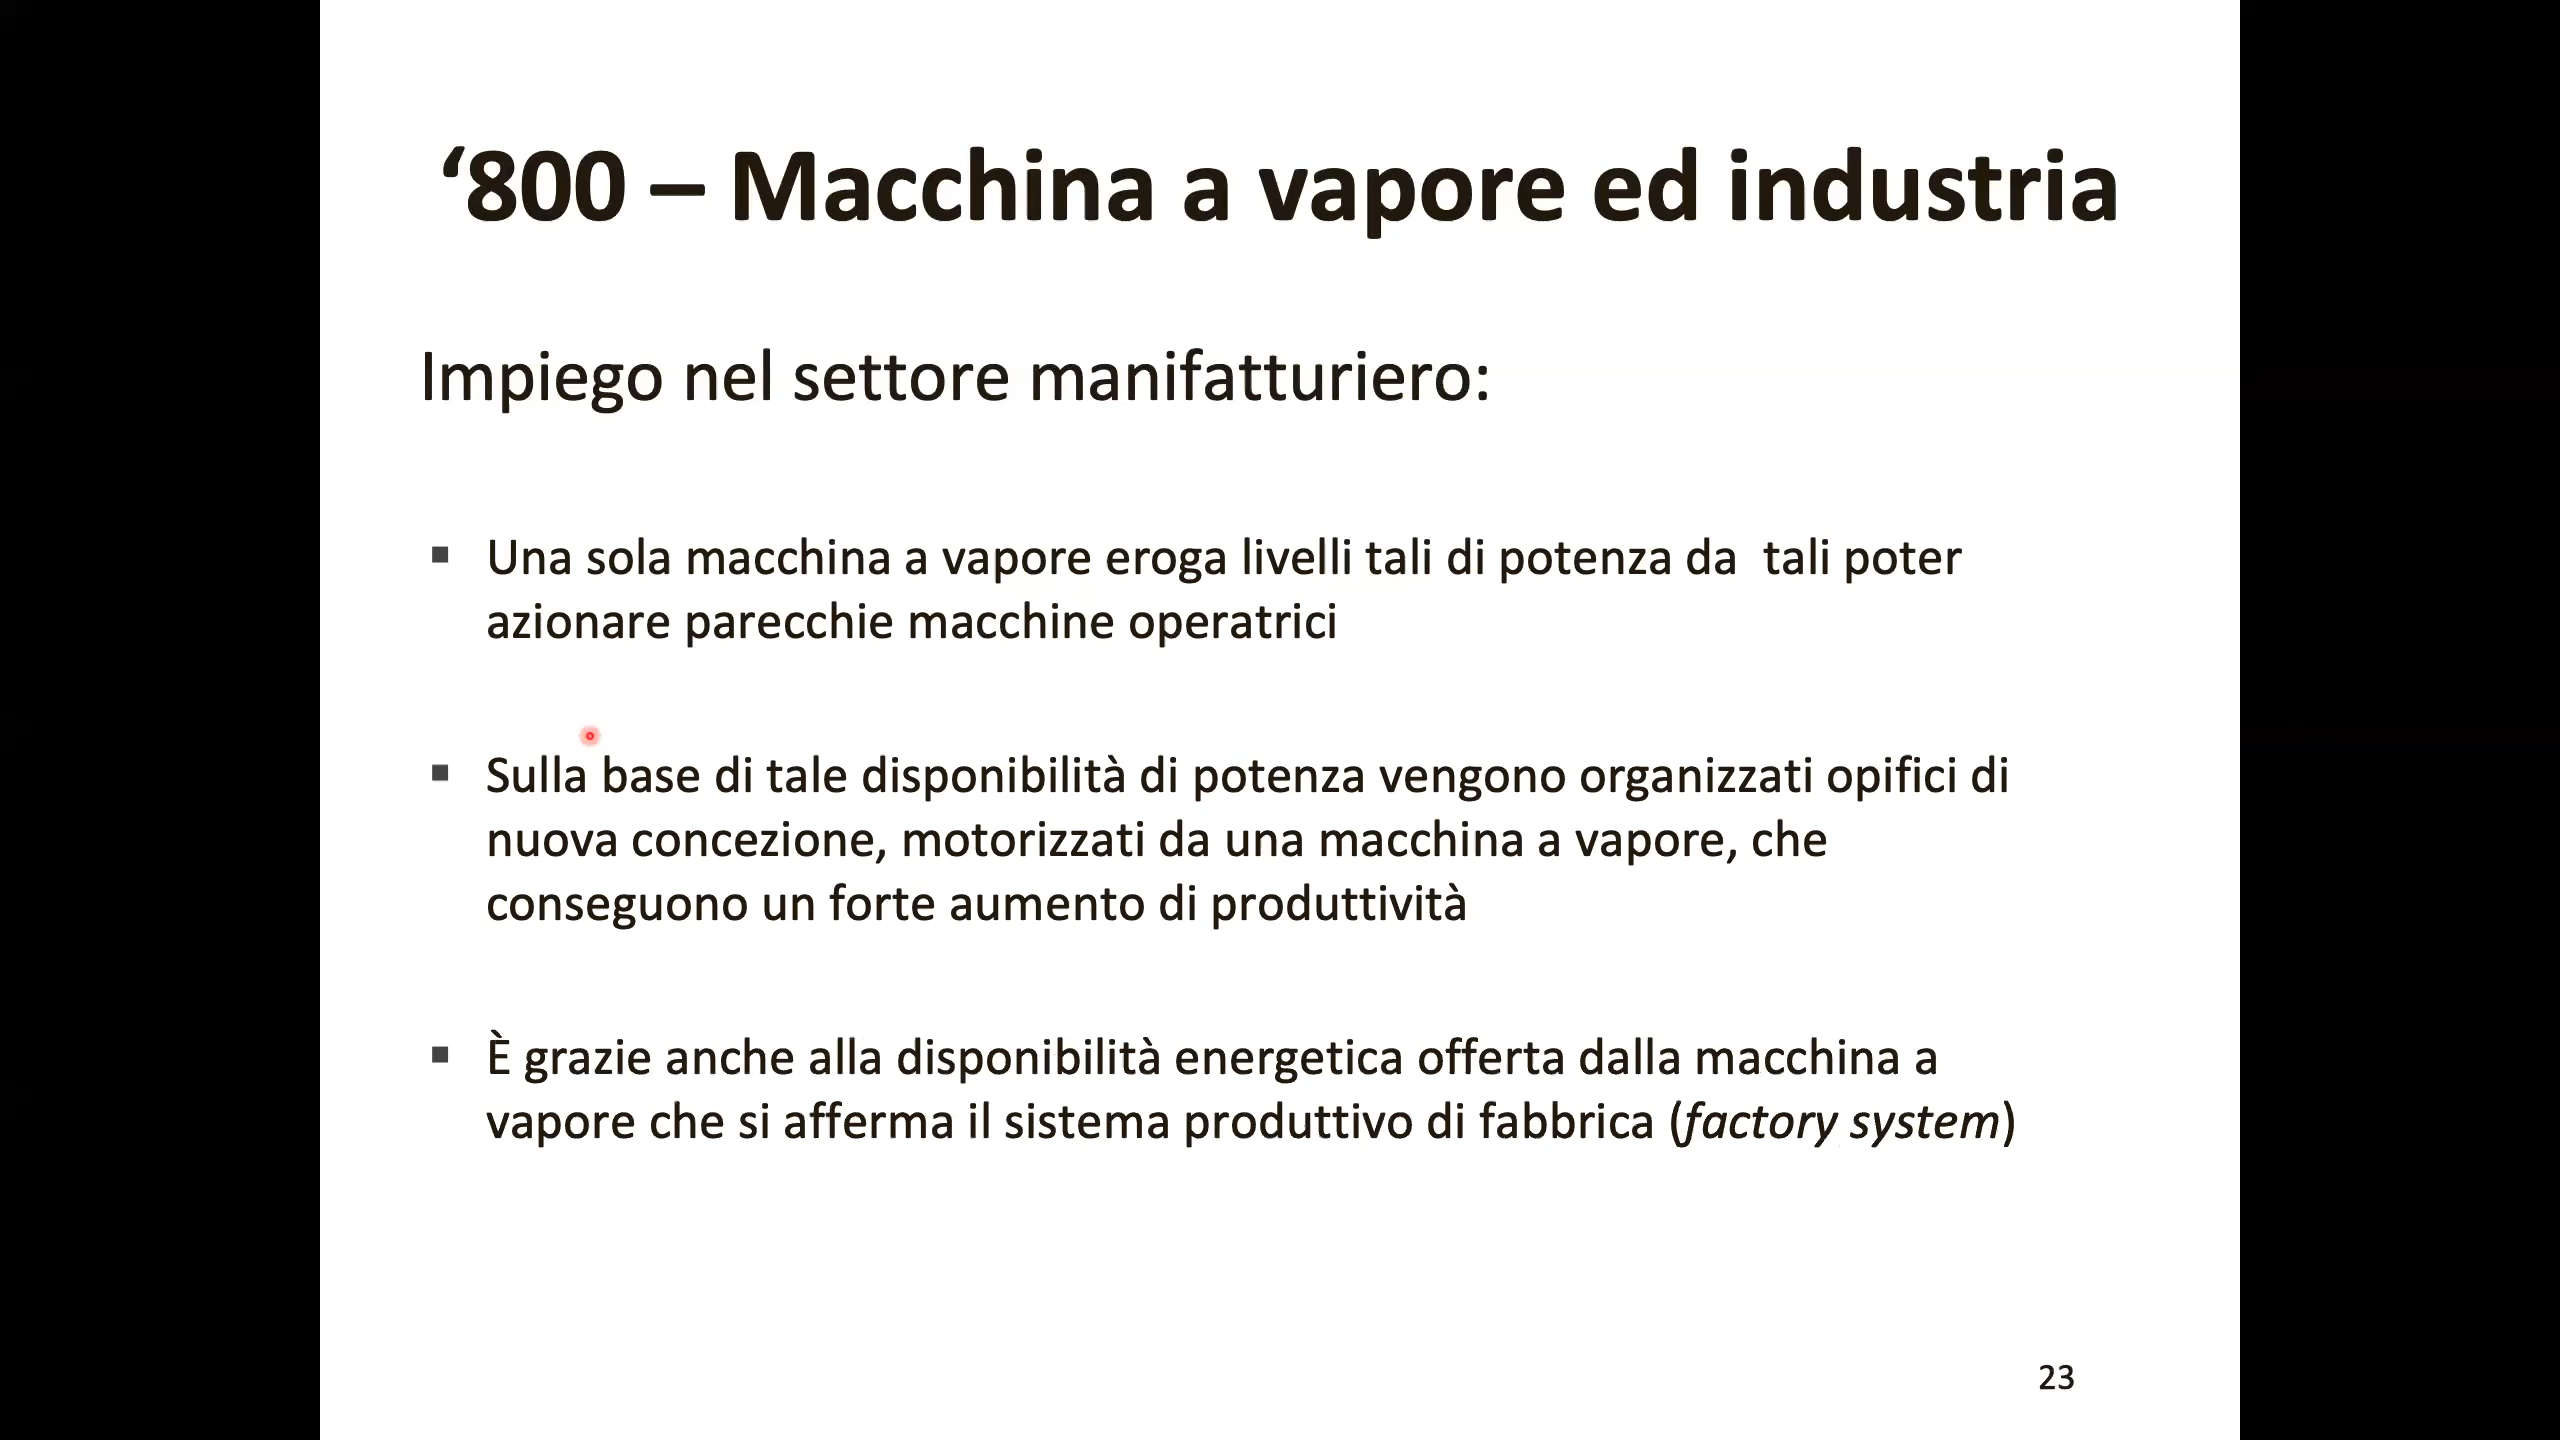 ‘800 – Macchina a vapore ed industria
Impiego nel settore manifatturiero:
▪ Una sola macchina a vapore eroga livelli tali di potenza da  tali poter
azionare parecchie macchine operatrici
▪ Sulla base di tale disponibilità di potenza vengono organizzati opifici di
nuova concezione, motorizzati da una macchina a vapore, che
conseguono un forte aumento di produttività
▪ È grazie anche alla disponibilità energetica offerta dalla macchina a
vapore che si afferma il sistema produttivo di fabbrica (factory system)
23